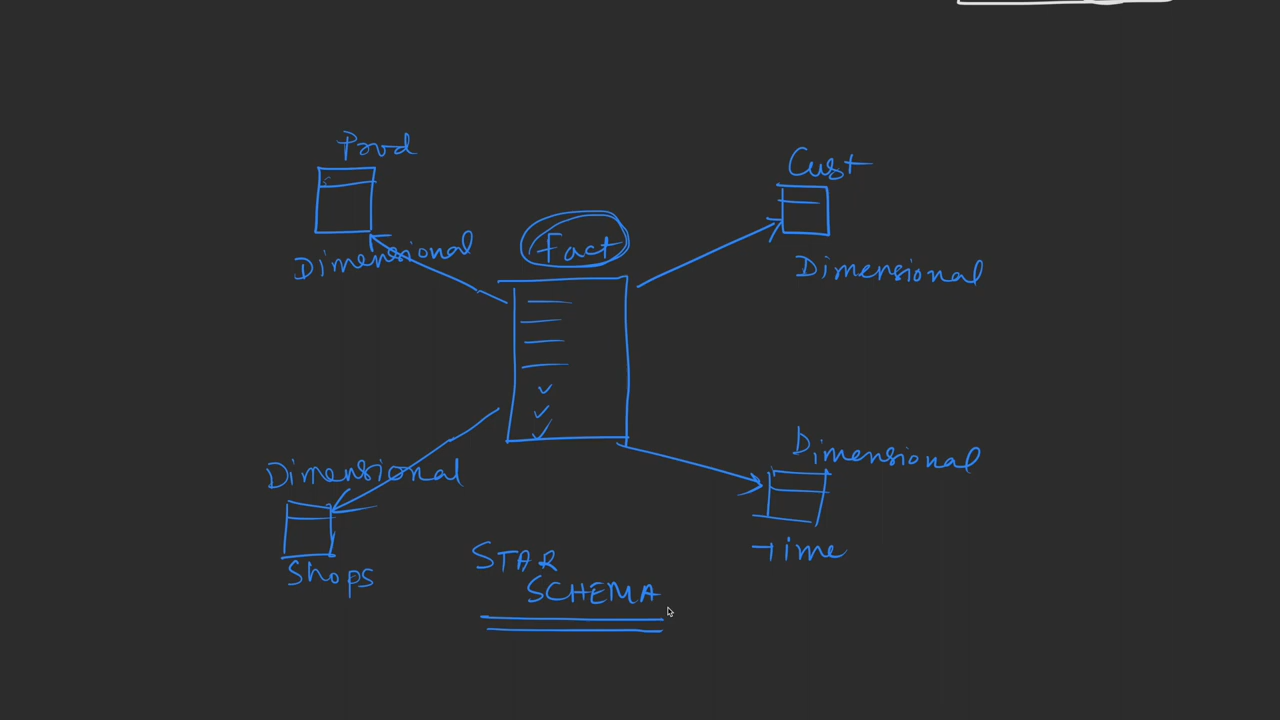 Prod
Cust
Fact
Dimensional
Dimensional
Dimensional
Dimensional
Shops
Time
STAR
SCHEMA